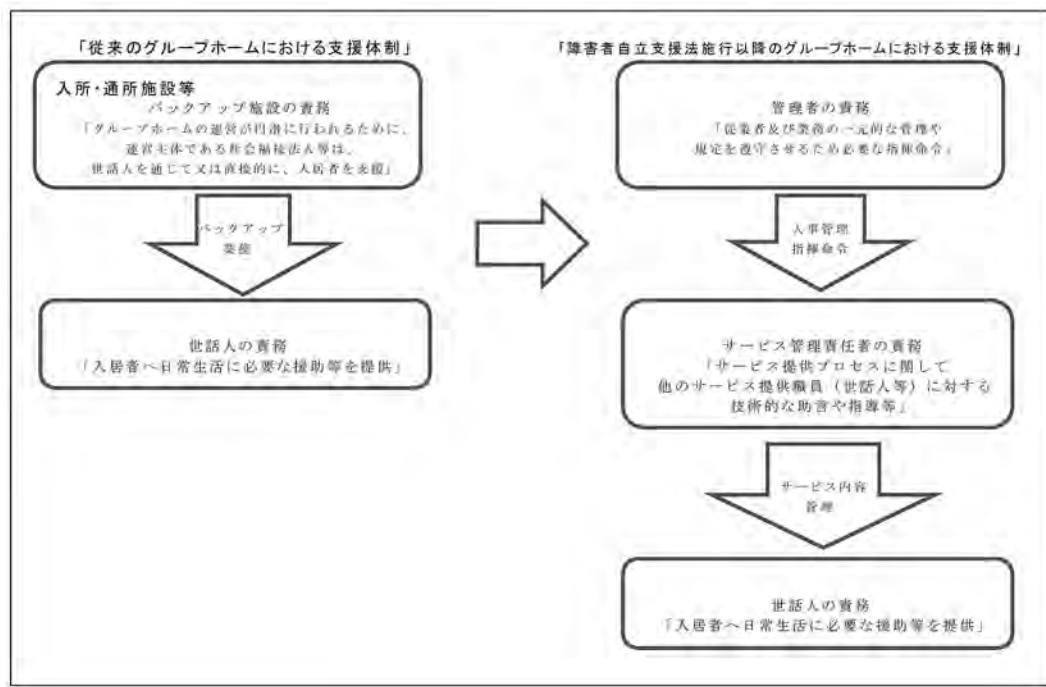 「従来のグループホームにおける支援体制」
入所・通所施設等
バックアップ施設の責務
「グループホームの運営が円滑に行われるために、
運営主体である社会福祉法人等は、
世話人を通じて又は直接的に、入居者を支援」
バックアップ
業務
世話人の責務
「入居者へ日常生活に必要な援助等を提供」
「障害者自立支援法施行以降のグループホームにおける支援体制」
管理者の責務
「従業者及び業務の一元的な管理や
規定を遵守させるため必要な指揮命令」
人事管理
指揮命令
サービス管理責任者の責務
「サービス提供プロセスに関して
他のサービス提供職員(世話人等)に対する
技術的な助言や指導等」
サービス内容
管理
世話人の責務
「入居者へ日常生活に必要な援助等を提供」